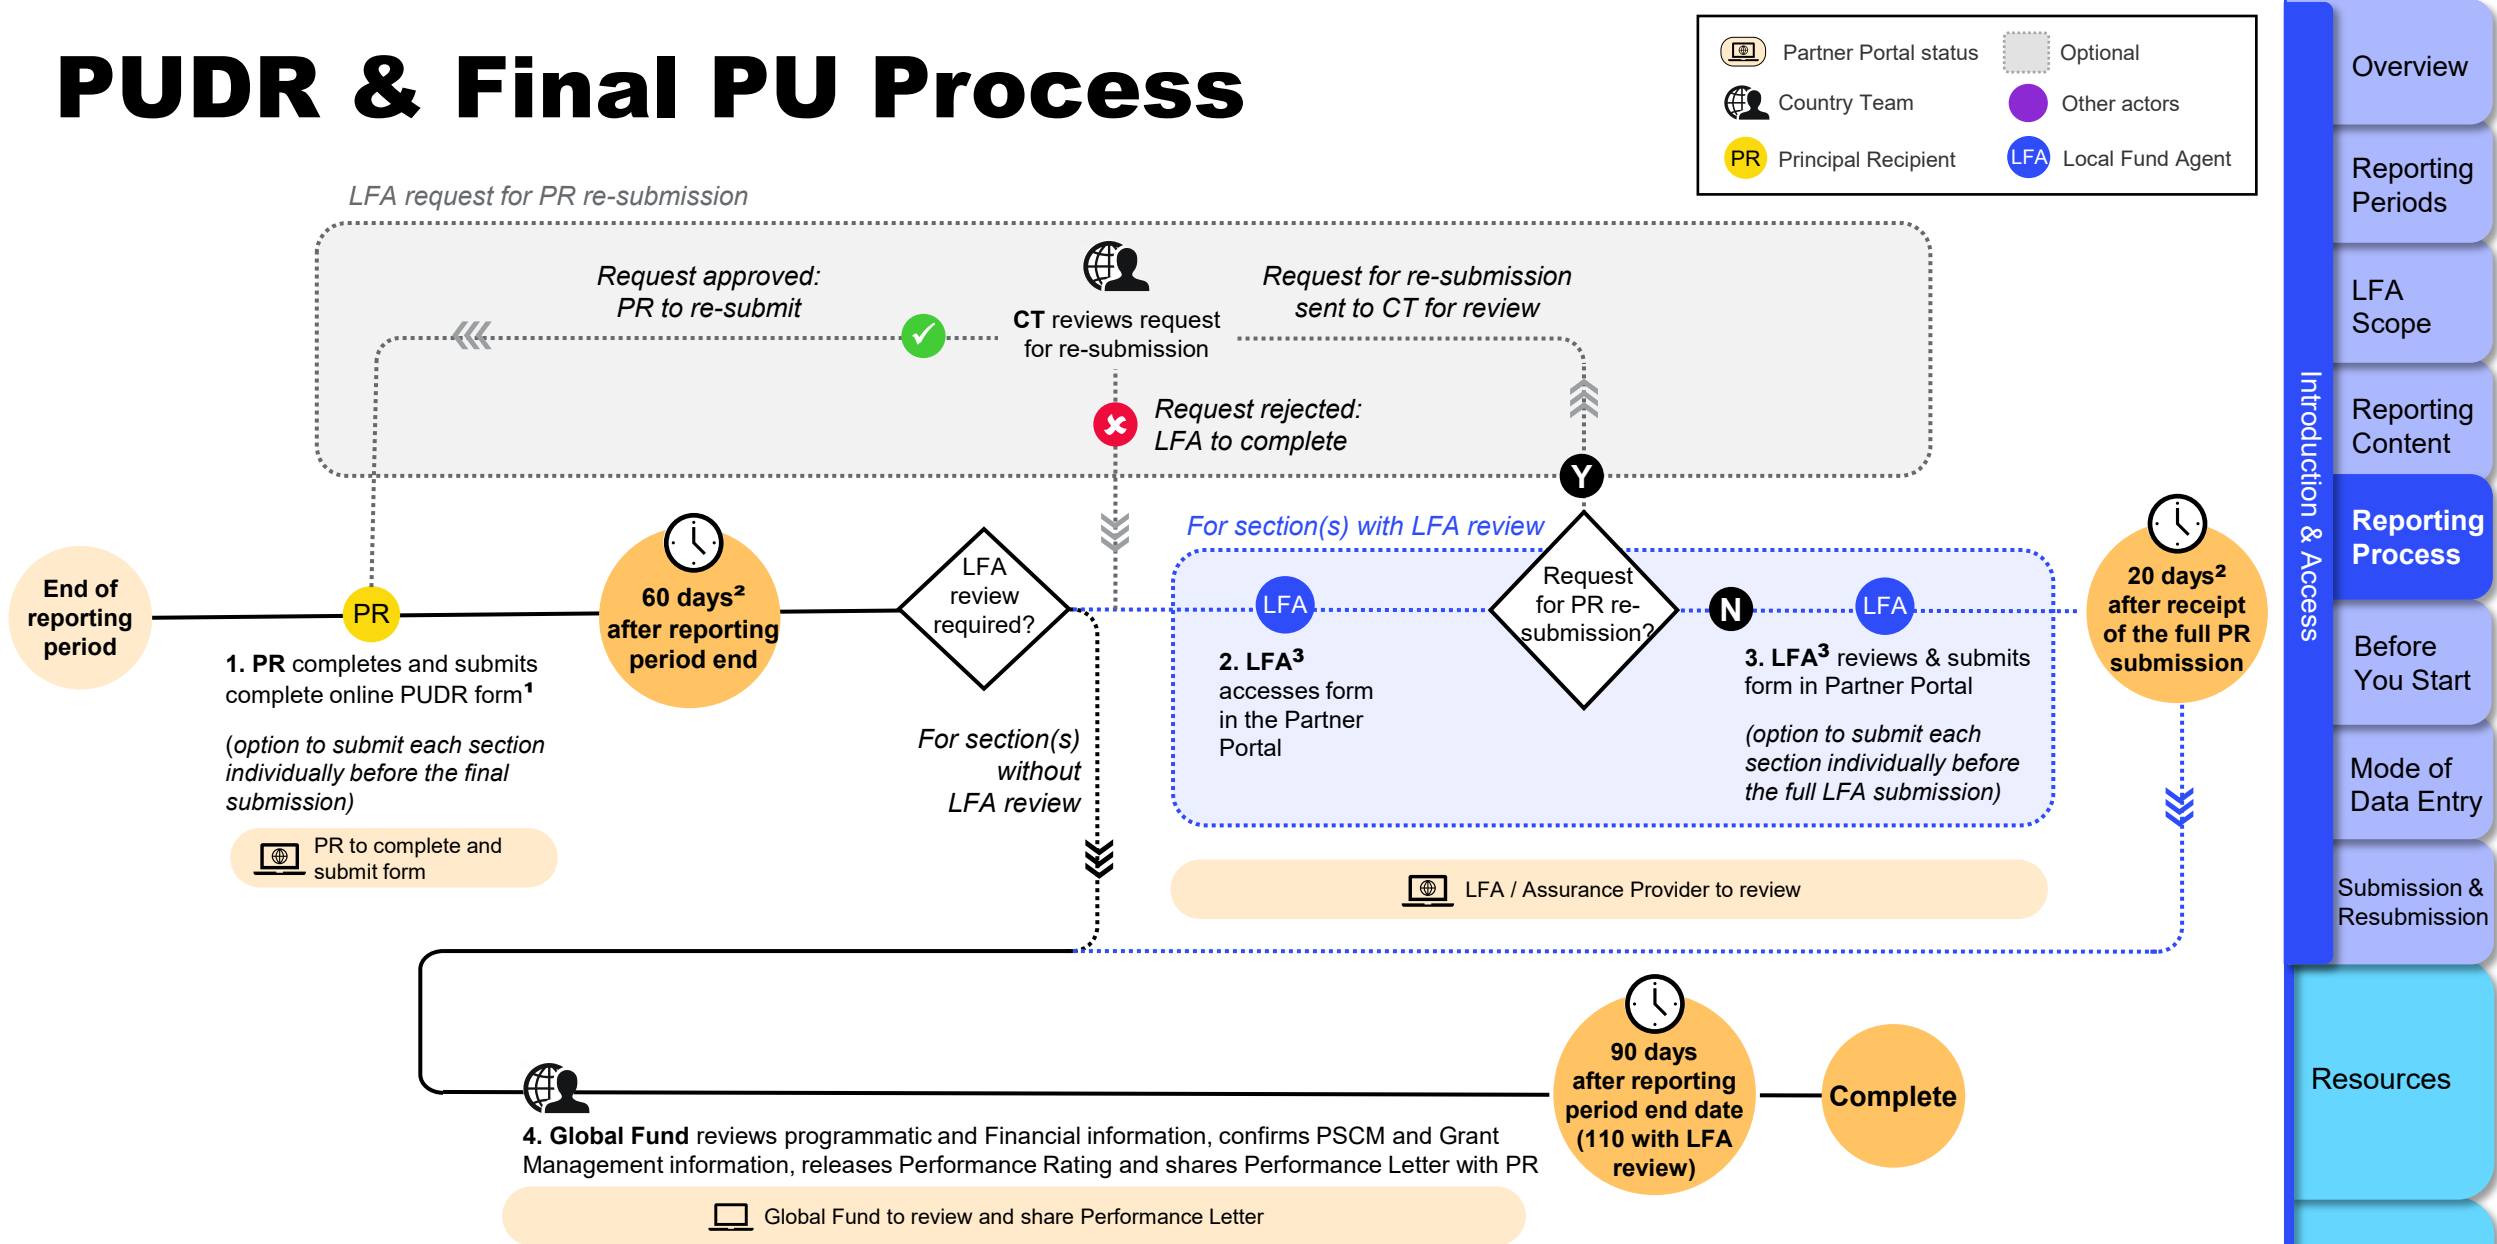 PUDR & Final PU Process
Partner Portal status
Optional
Country Team
Other actors
PR
Principal Recipient
LFA
Local Fund Agent
LFA request for PR re-submission
Request approved:
PR to re-submit
CT reviews request
for re-submission
Request for re-submission
sent to CT for review
Request rejected:
LFA to complete
Y
For section(s) with LFA review
End of
reporting
period
PR
1. PR completes and submits
complete online PUDR form¹
(option to submit each section
individually before the final
submission)
PR to complete and
submit form
60 days²
after reporting
period end
LFA
review
required?
For section(s)
without
LFA review
LFA
2. LFA³
accesses form
in the Partner
Portal
Request
for PR re-
submission?
N
LFA
3. LFA³ reviews & submits
form in Partner Portal
(option to submit each
section individually before
the full LFA submission)
LFA / Assurance Provider to review
20 days²
after receipt
of the full PR
submission
4. Global Fund reviews programmatic and Financial information, confirms PSCM and Grant
Management information, releases Performance Rating and shares Performance Letter with PR
Global Fund to review and share Performance Letter
90 days
after reporting
period end date
(110 with LFA
review)
Complete
Introduction & Access
Overview
Reporting
Periods
LFA
Scope
Reporting
Content
Reporting
Process
Before
You Start
Mode of
Data Entry
Submission &
Resubmission
Resources